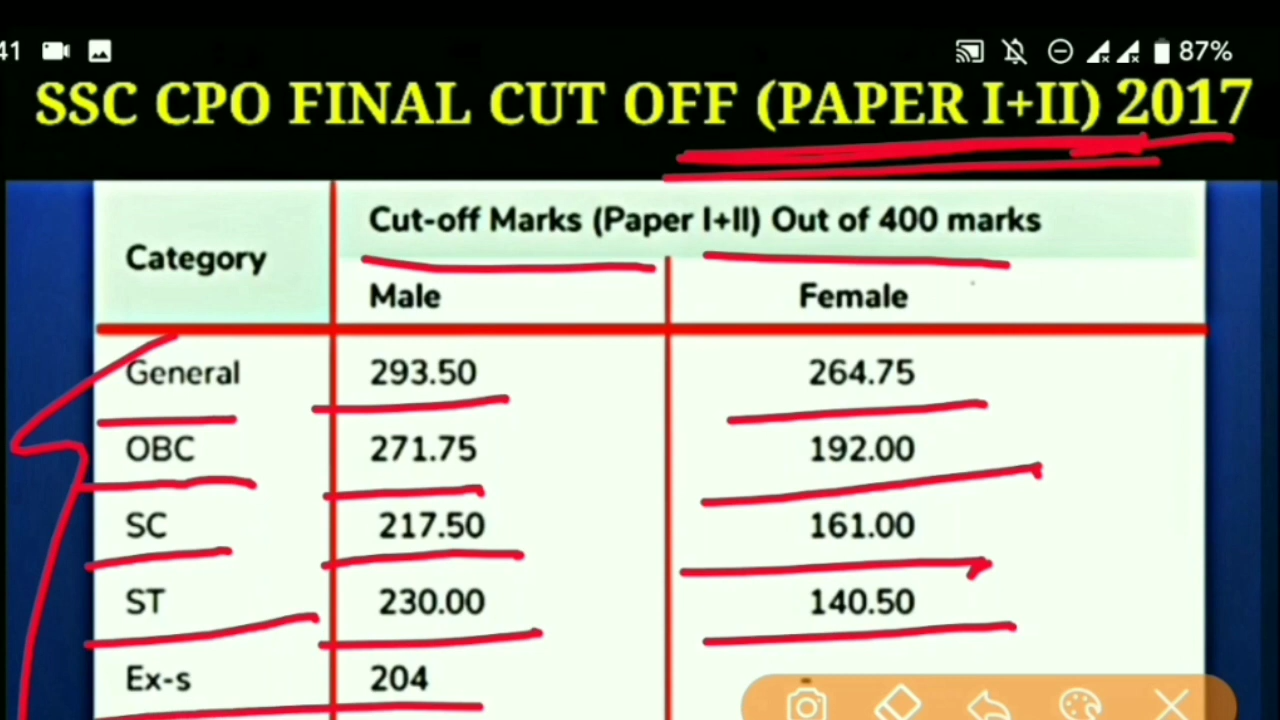 41 87%
SSC CPO FINAL CUT OFF (PAPER I+II) 2017
Category
Cut-off Marks (Paper I+II) Out of 400 marks
Male Female
General 293.50 264.75
OBC 271.75 192.00
SC 217.50 161.00
ST 230.00 140.50
Ex-s 204